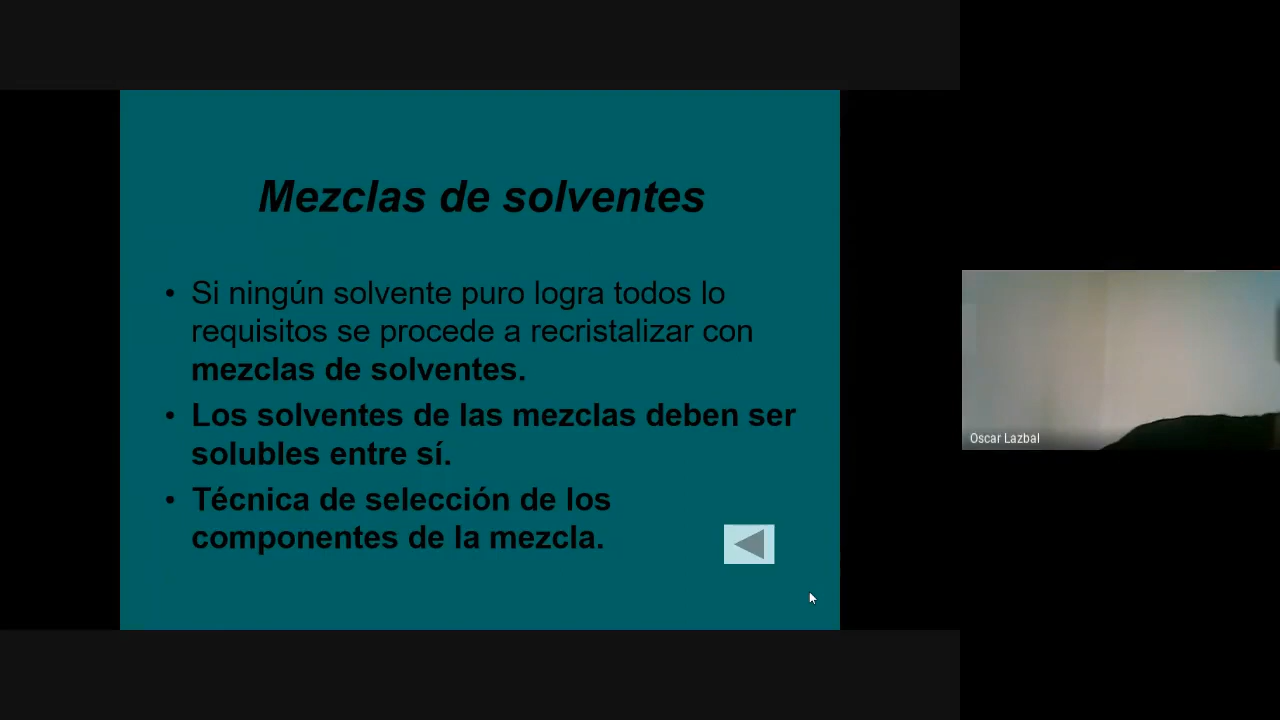 Mezclas de solventes
• Si ningún solvente puro logra todos lo
requisitos se procede a recristalizar con
mezclas de solventes.
• Los solventes de las mezclas deben ser
solubles entre sí.
• Técnica de selección de los
componentes de la mezcla.
Oscar Lazbal